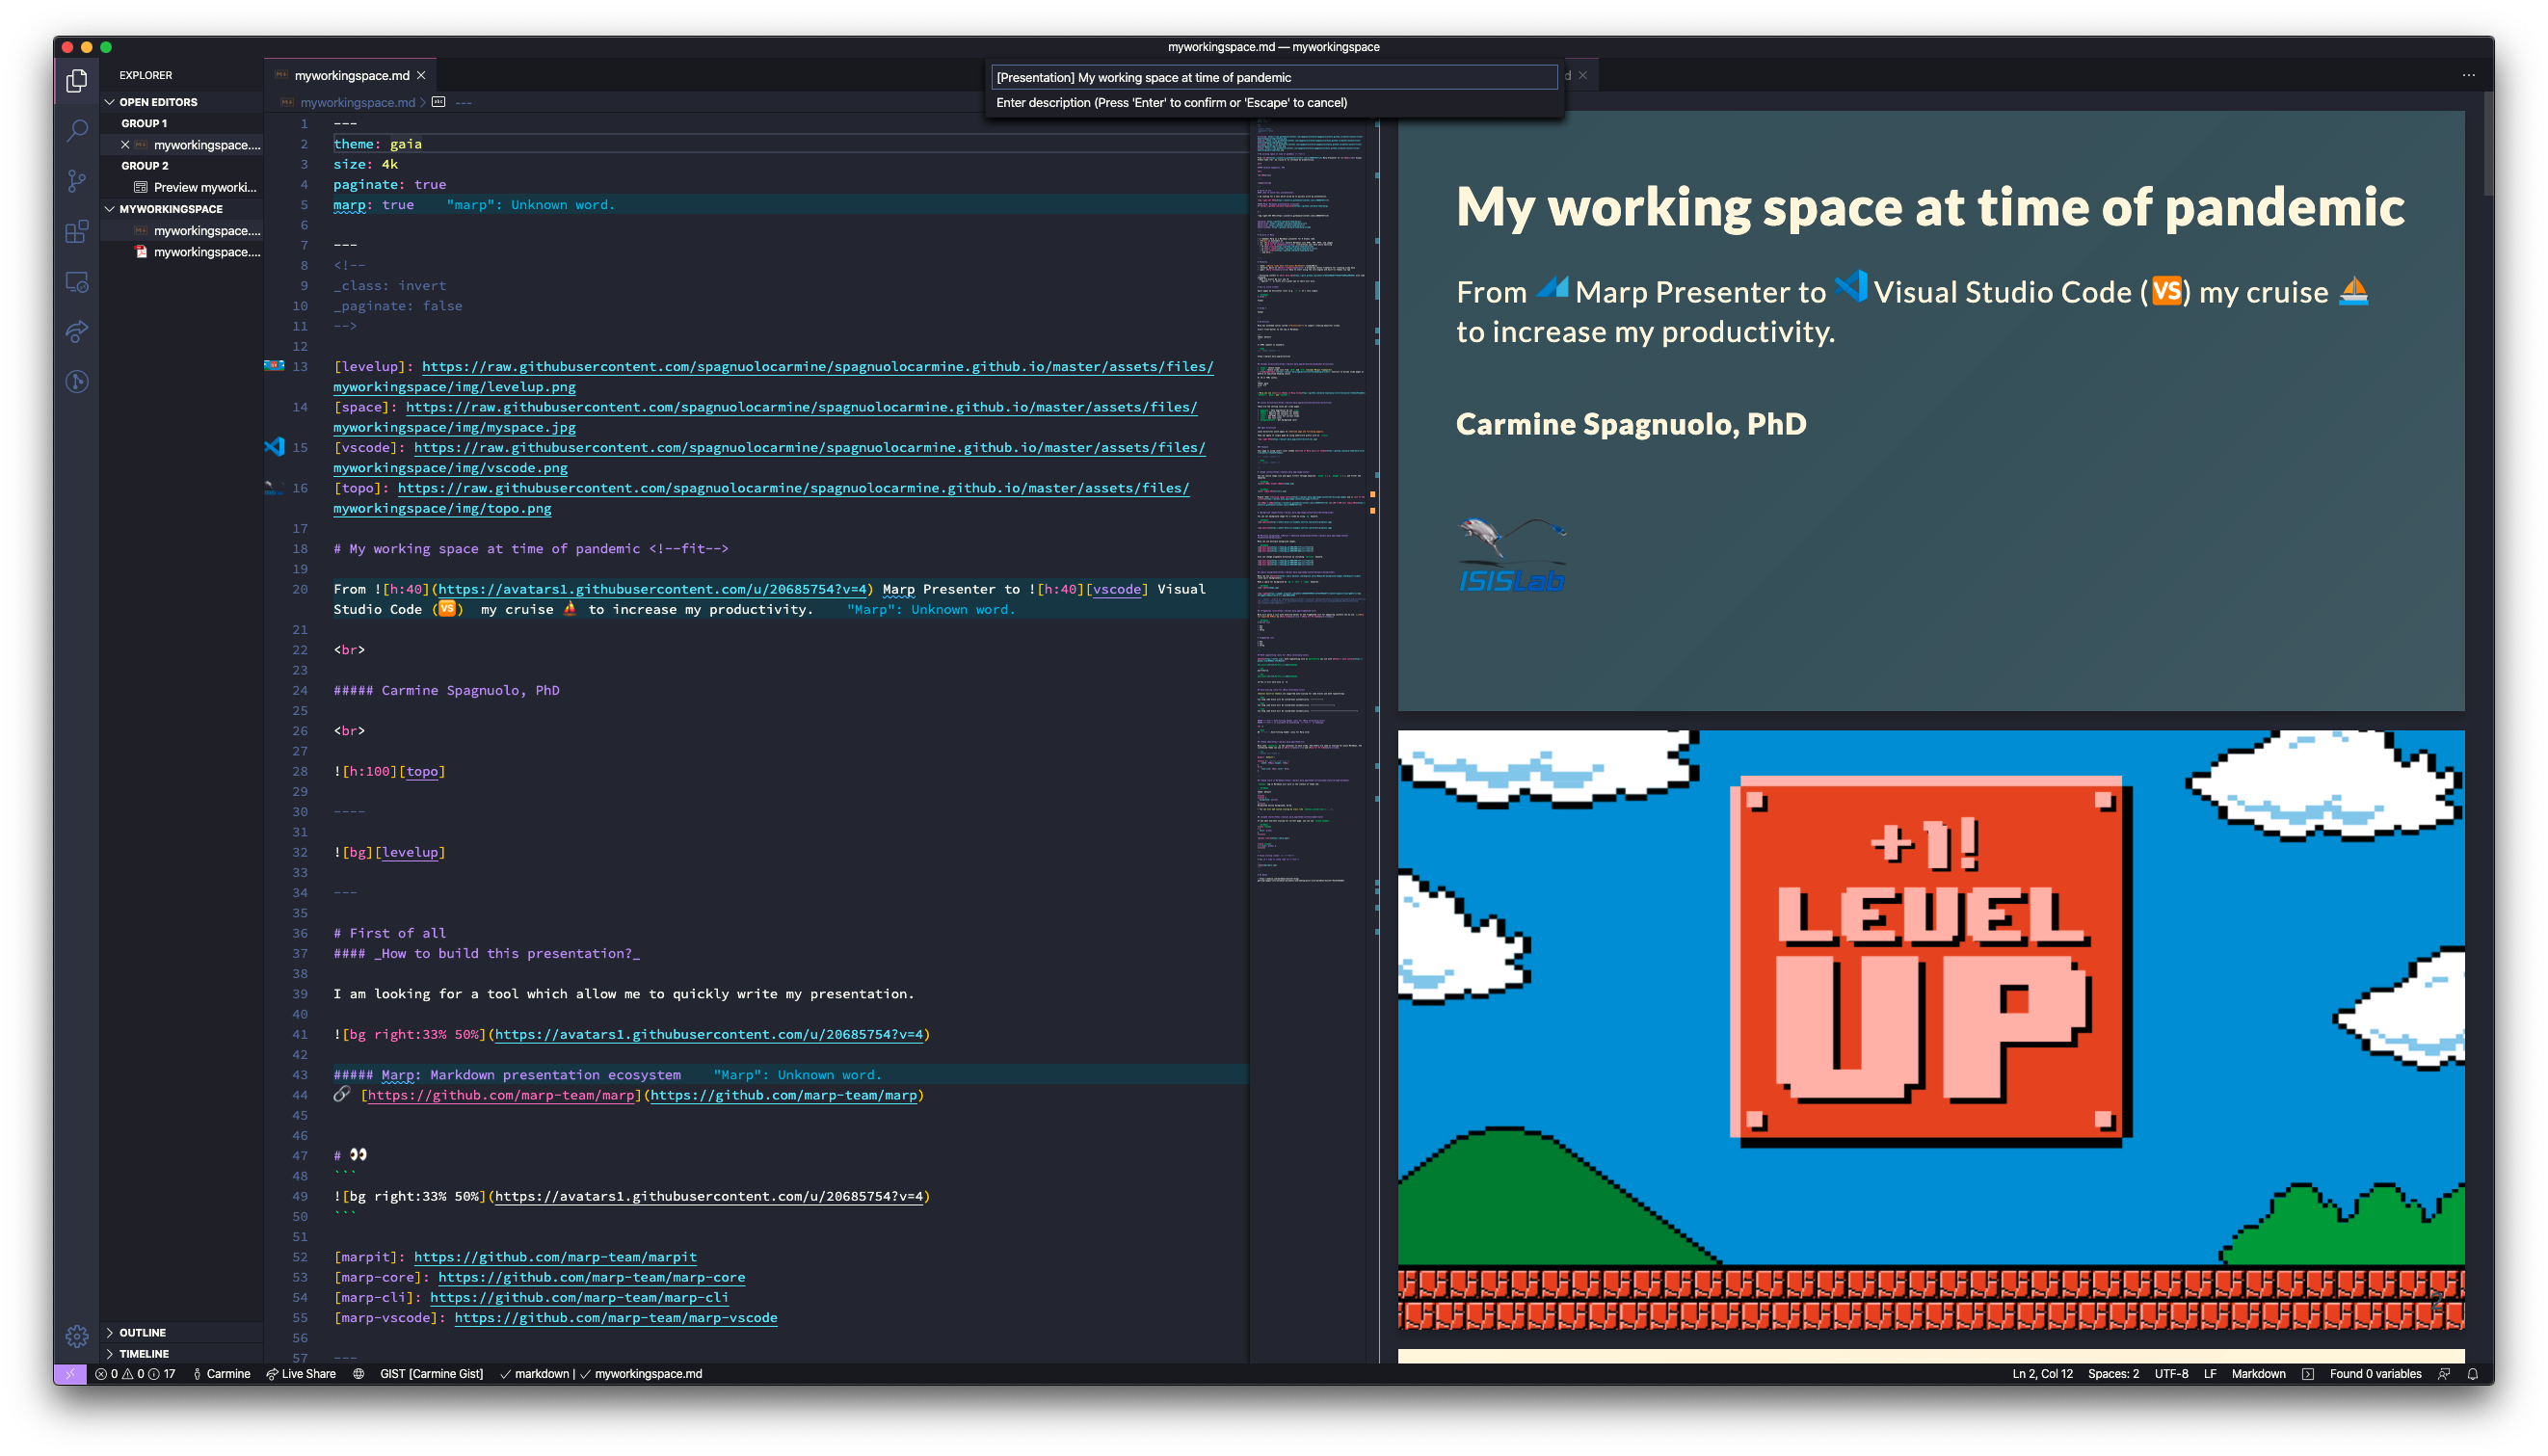 myworkingspace.md — myworkingspace
EXPLORER
OPEN EDITORS
GROUP 1
myworkingspace....
GROUP 2
Preview myworki...
MYWORKINGSPACE
myworkingspace....
myworkingspace....
OUTLINE
TIMELINE
myworkingspace.md
myworkingspace.md > ---
[Presentation] My working space at time of pandemic
Enter description (Press 'Enter' to confirm or 'Escape' to cancel)
1 ---
2 theme: gaia
3 size: 4k
4 paginate: true
5 marp: true "marp": Unknown word.
6
7 ---
8 <!--
9 _class: invert
10 _paginate: false
11 -->
12
13 [levelup]: https://raw.githubusercontent.com/spagnuolocarmine/spagnuolocarmine.github.io/master/assets/files/
myworkingspace/img/levelup.png
14 [space]: https://raw.githubusercontent.com/spagnuolocarmine/spagnuolocarmine.github.io/master/assets/files/
myworkingspace/img/myspace.jpg
15 [vscode]: https://raw.githubusercontent.com/spagnuolocarmine/spagnuolocarmine.github.io/master/assets/files/
myworkingspace/img/vscode.png
16 [topo]: https://raw.githubusercontent.com/spagnuolocarmine/spagnuolocarmine.github.io/master/assets/files/
myworkingspace/img/topo.png
17
18 # My working space at time of pandemic <!--fit-->
19
20 From ![h:40](https://avatars1.githubusercontent.com/u/20685754?v=4) Marp Presenter to ![h:40][vscode] Visual
Studio Code (🆚) my cruise ⛵ to increase my productivity. "Marp": Unknown word.
21
22 <br>
23
24 ##### Carmine Spagnuolo, PhD
25
26 <br>
27
28 ![h:100][topo]
29
30 ----
31
32 ![bg][levelup]
33
34 ---
35
36 # First of all
37 #### _How to build this presentation?_
38
39 I am looking for a tool which allow me to quickly write my presentation.
40
41 ![bg right:33% 50%](https://avatars1.githubusercontent.com/u/20685754?v=4)
42
43 ##### Marp: Markdown presentation ecosystem "Marp": Unknown word.
44 🔗 [https://github.com/marp-team/marp](https://github.com/marp-team/marp)
45
46
47 # 👀
48 ```
49 ![bg right:33% 50%](https://avatars1.githubusercontent.com/u/20685754?v=4)
50 ```
51
52 [marpit]: https://github.com/marp-team/marpit
53 [marp-core]: https://github.com/marp-team/marp-core
54 [marp-cli]: https://github.com/marp-team/marp-cli
55 [marp-vscode]: https://github.com/marp-team/marp-vscode
56
57 ---
My working space at time of pandemic
From Marp Presenter to Visual Studio Code (🆚) my cruise ⛵
to increase my productivity.
Carmine Spagnuolo, PhD
ISISLab
+1!
LEVEL
UP
2
0 0 17 Carmine Live Share GIST [Carmine Gist] ✓ markdown | ✓ myworkingspace.md
Ln 2, Col 12 Spaces: 2 UTF-8 LF Markdown Found 0 variables